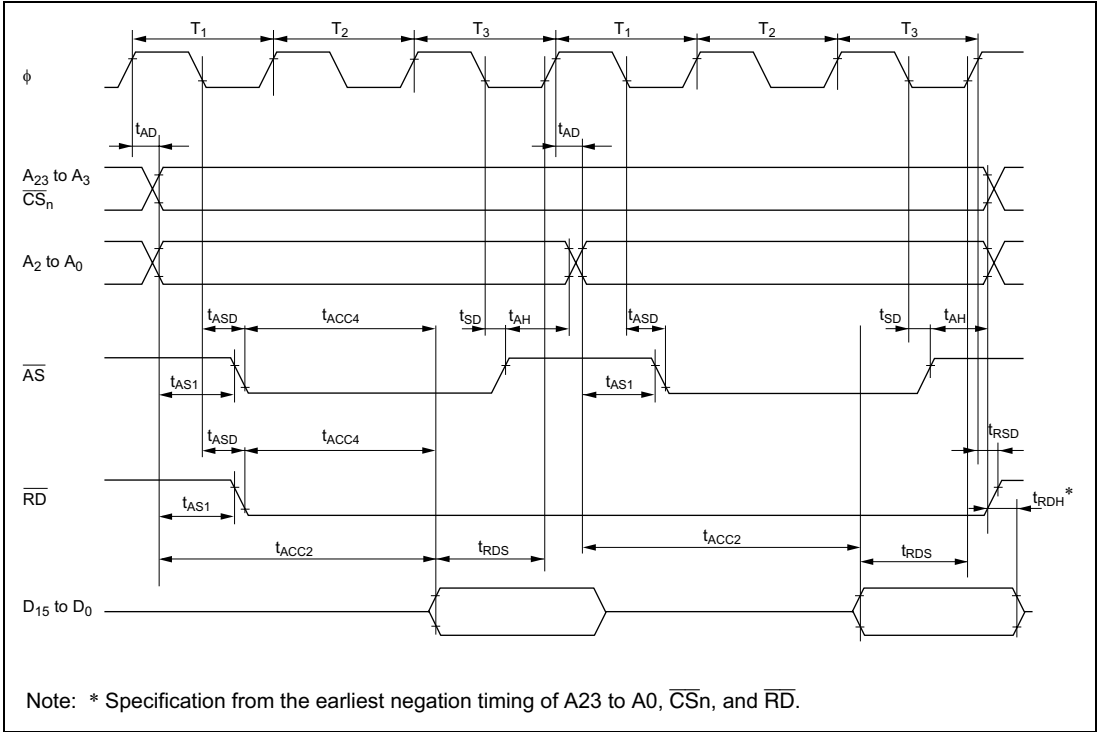 T1 T2 T3 T1 T2 T3
φ
tAD tAD
A23 to A3
CSn
A2 to A0
tASD tACC4 tSD tAH tASD tSD tAH
AS
tAS1 tAS1
tASD tACC4 tRSD
RD
tAS1 tRDH*
tACC2 tRDS tACC2 tRDS
D15 to D0
Note: * Specification from the earliest negation timing of A23 to A0, CSn, and RD.